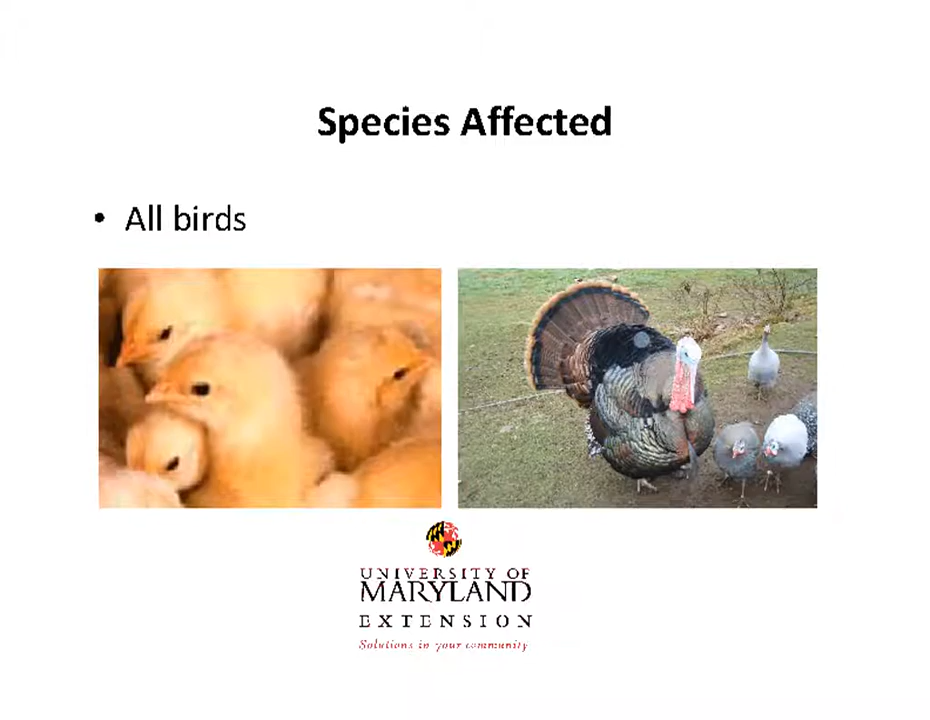 Species Affected
• All birds
UNIVERSITY OF
MARYLAND
EXTENSION
Solutions in your community